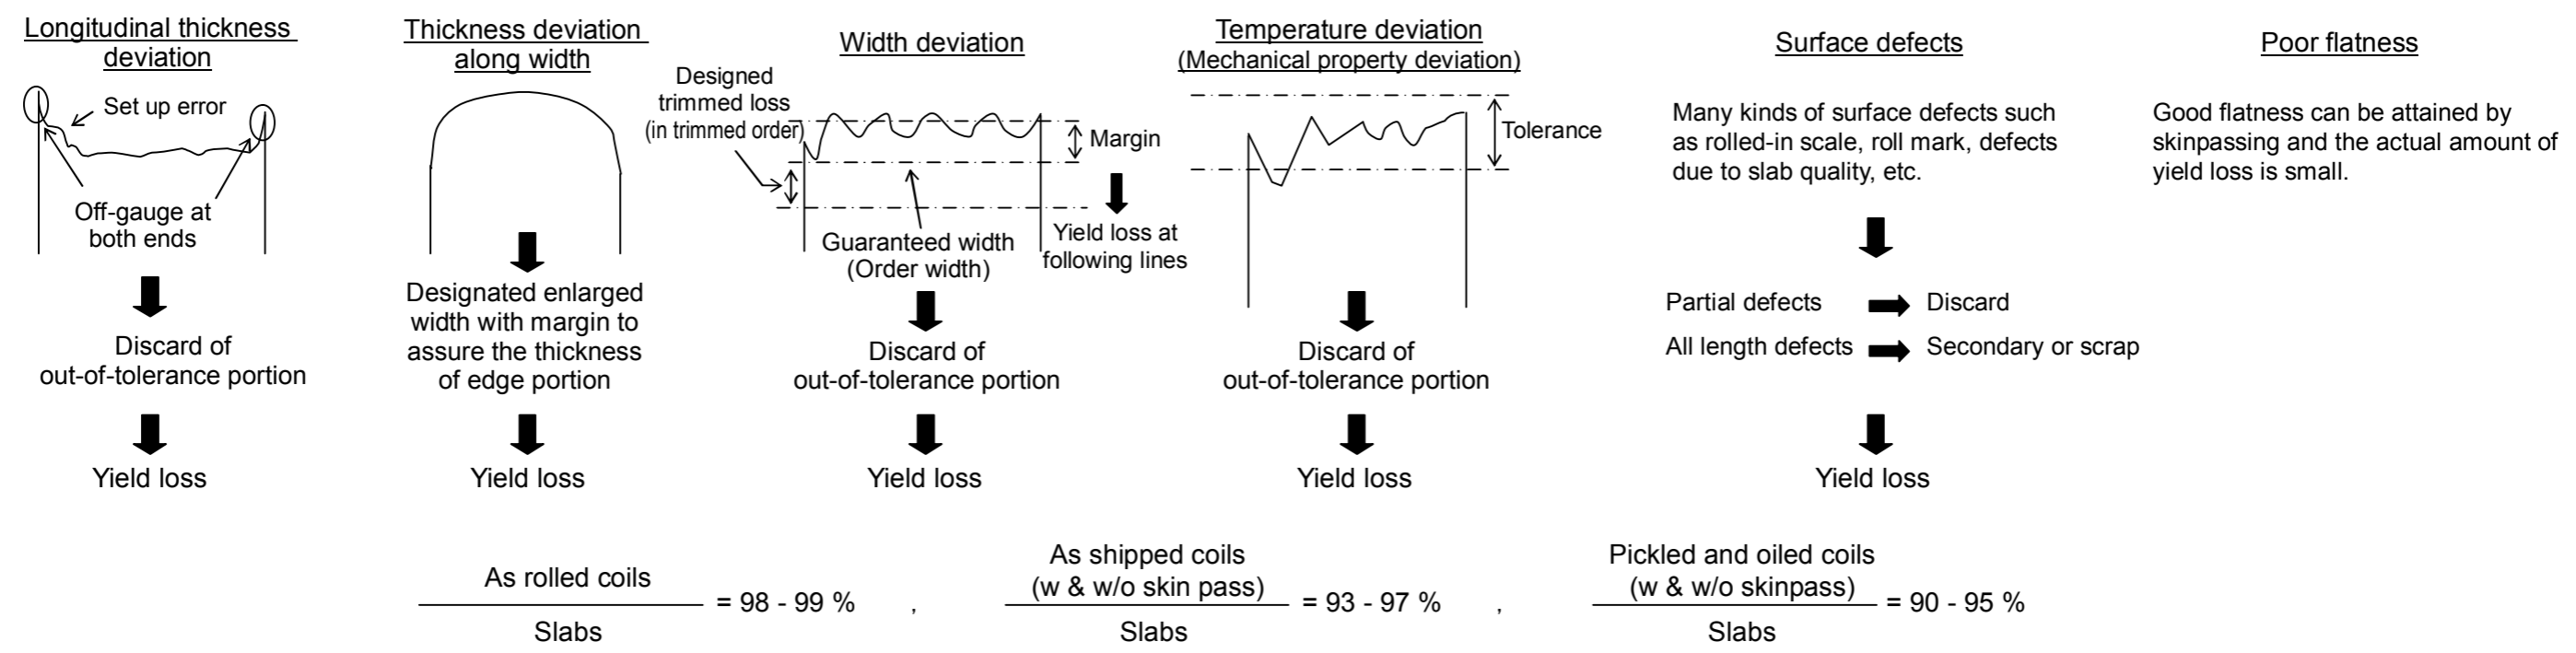 Longitudinal thickness
deviation
Set up error
Off-gauge at
both ends
Discard of
out-of-tolerance portion
Yield loss
Thickness deviation
along width
Designated enlarged
width with margin to
assure the thickness
of edge portion
Yield loss
Width deviation
Designed
trimmed loss
(in trimmed order)
Margin
Guaranteed width
(Order width)
Yield loss at
following lines
Discard of
out-of-tolerance portion
Yield loss
Temperature deviation
(Mechanical property deviation)
Tolerance
Discard of
out-of-tolerance portion
Yield loss
Surface defects
Many kinds of surface defects such
as rolled-in scale, roll mark, defects
due to slab quality, etc.
Partial defects Discard
All length defects Secondary or scrap
Yield loss
Poor flatness
Good flatness can be attained by
skinpassing and the actual amount of
yield loss is small.
As rolled coils
Slabs
= 98 - 99 % ,
As shipped coils
(w & w/o skin pass)
Slabs
= 93 - 97 % ,
Pickled and oiled coils
(w & w/o skinpass)
Slabs
= 90 - 95 %